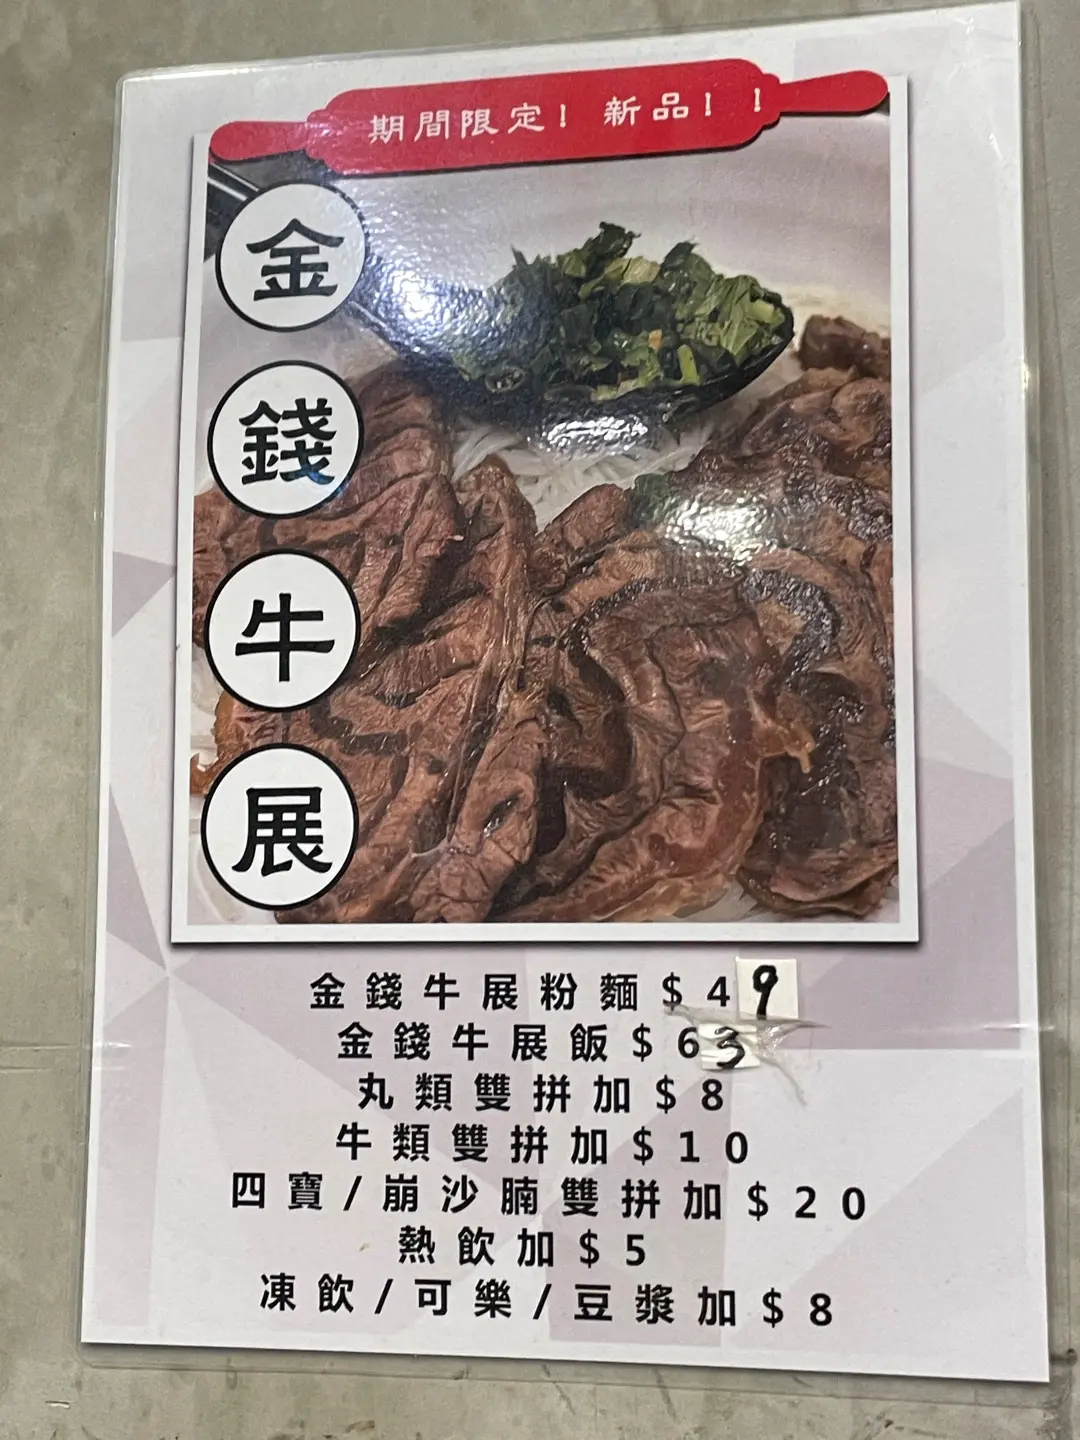 期間限定! 新品!!
金錢牛展
金錢牛展粉麵$49
金錢牛展飯$63
丸類雙拼加$8
牛類雙拼加$10
四寶/崩沙腩雙拼加$20
熱飲加$5
凍飲/可樂/豆漿加$8